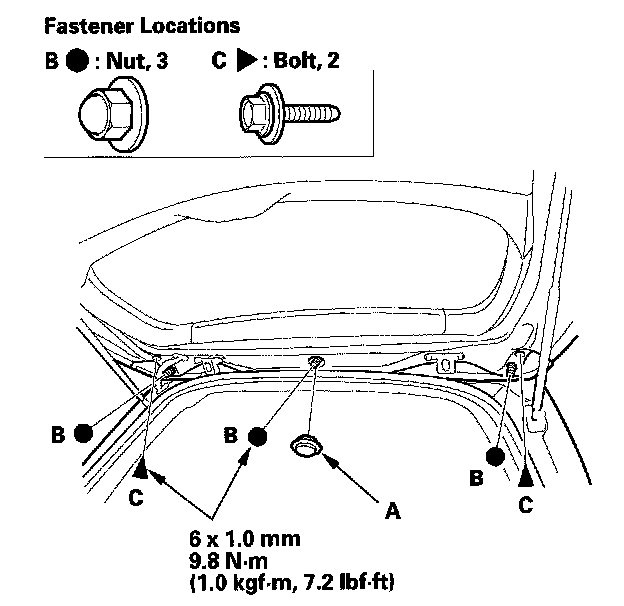 Fastener Locations
B ● : Nut, 3 C ▶ : Bolt, 2
B
B
B
C
C
A
6 x 1.0 mm
9.8 N·m
(1.0 kgf·m, 7.2 lbf·ft)